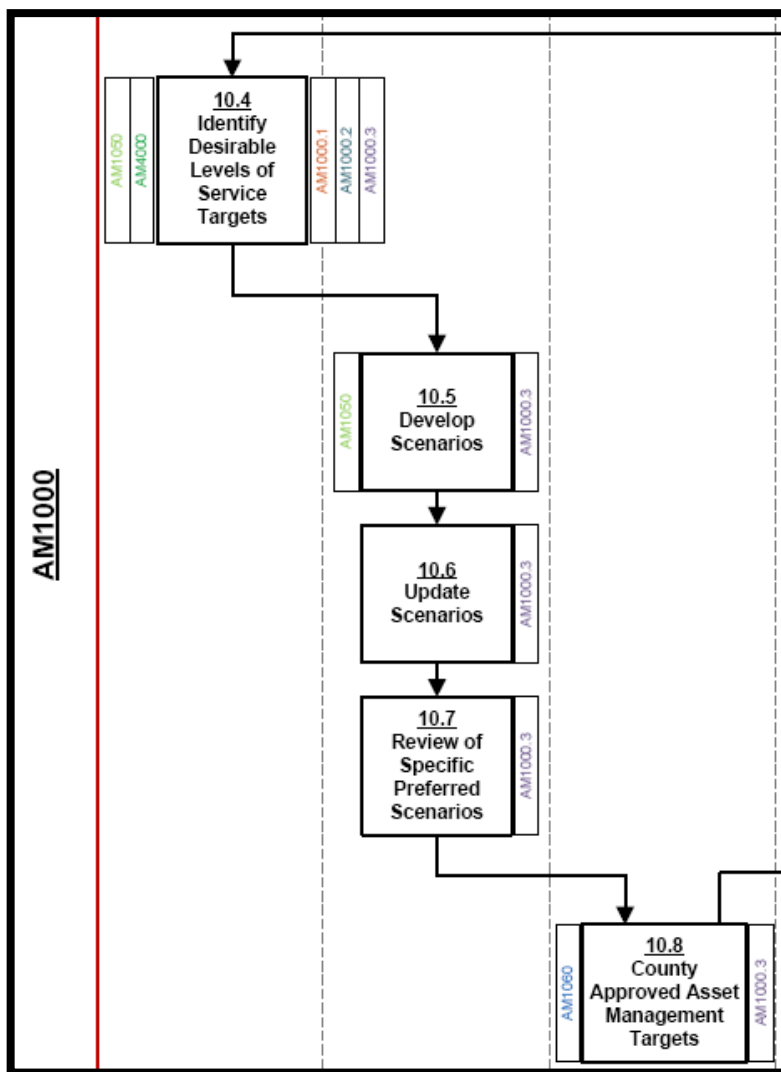 AM1000
AM1050
AM4000
10.4
Identify
Desirable
Levels of
Service
Targets
AM1000.1
AM1000.2
AM1000.3
AM1050
10.5
Develop
Scenarios
AM1000.3
10.6
Update
Scenarios
AM1000.3
10.7
Review of
Specific
Preferred
Scenarios
AM1000.3
AM1060
10.8
County
Approved Asset
Management
Targets
AM1000.3